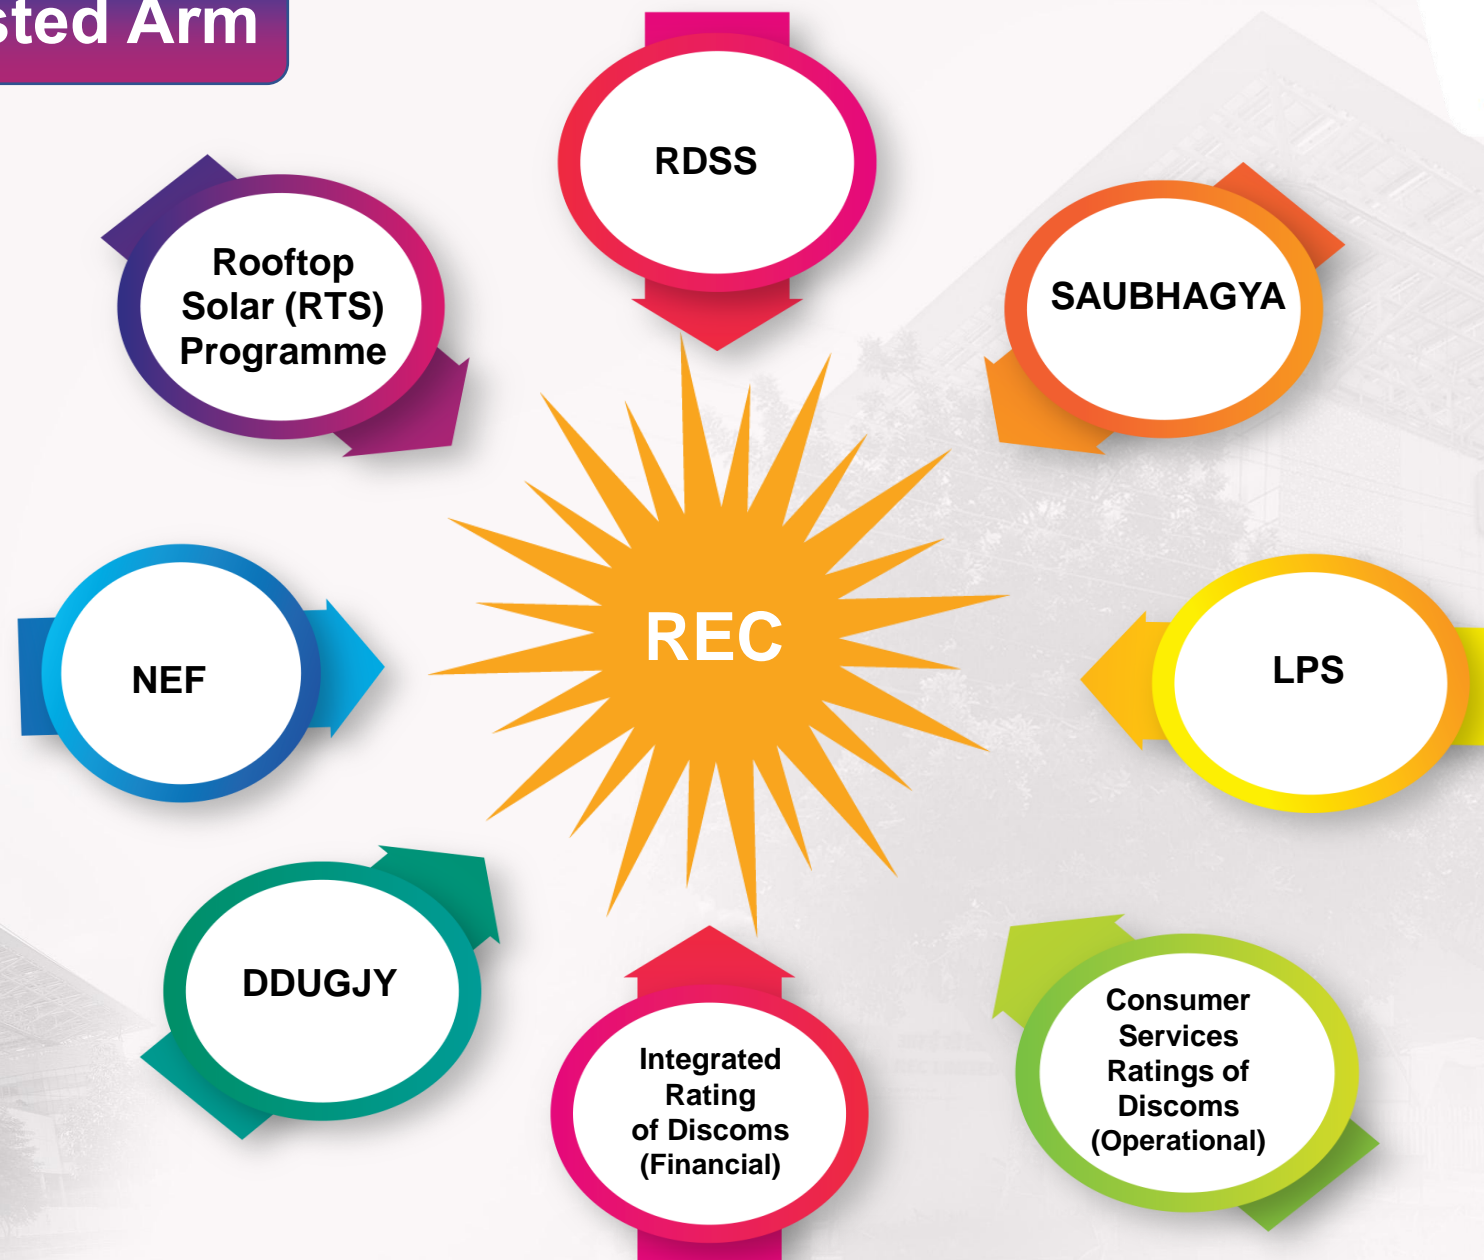 sted Arm
RDSS
Rooftop
Solar (RTS)
Programme
SAUBHAGYA
REC
NEF
LPS
DDUGJY
Integrated
Rating
of Discoms
(Financial)
Consumer
Services
Ratings of
Discoms
(Operational)